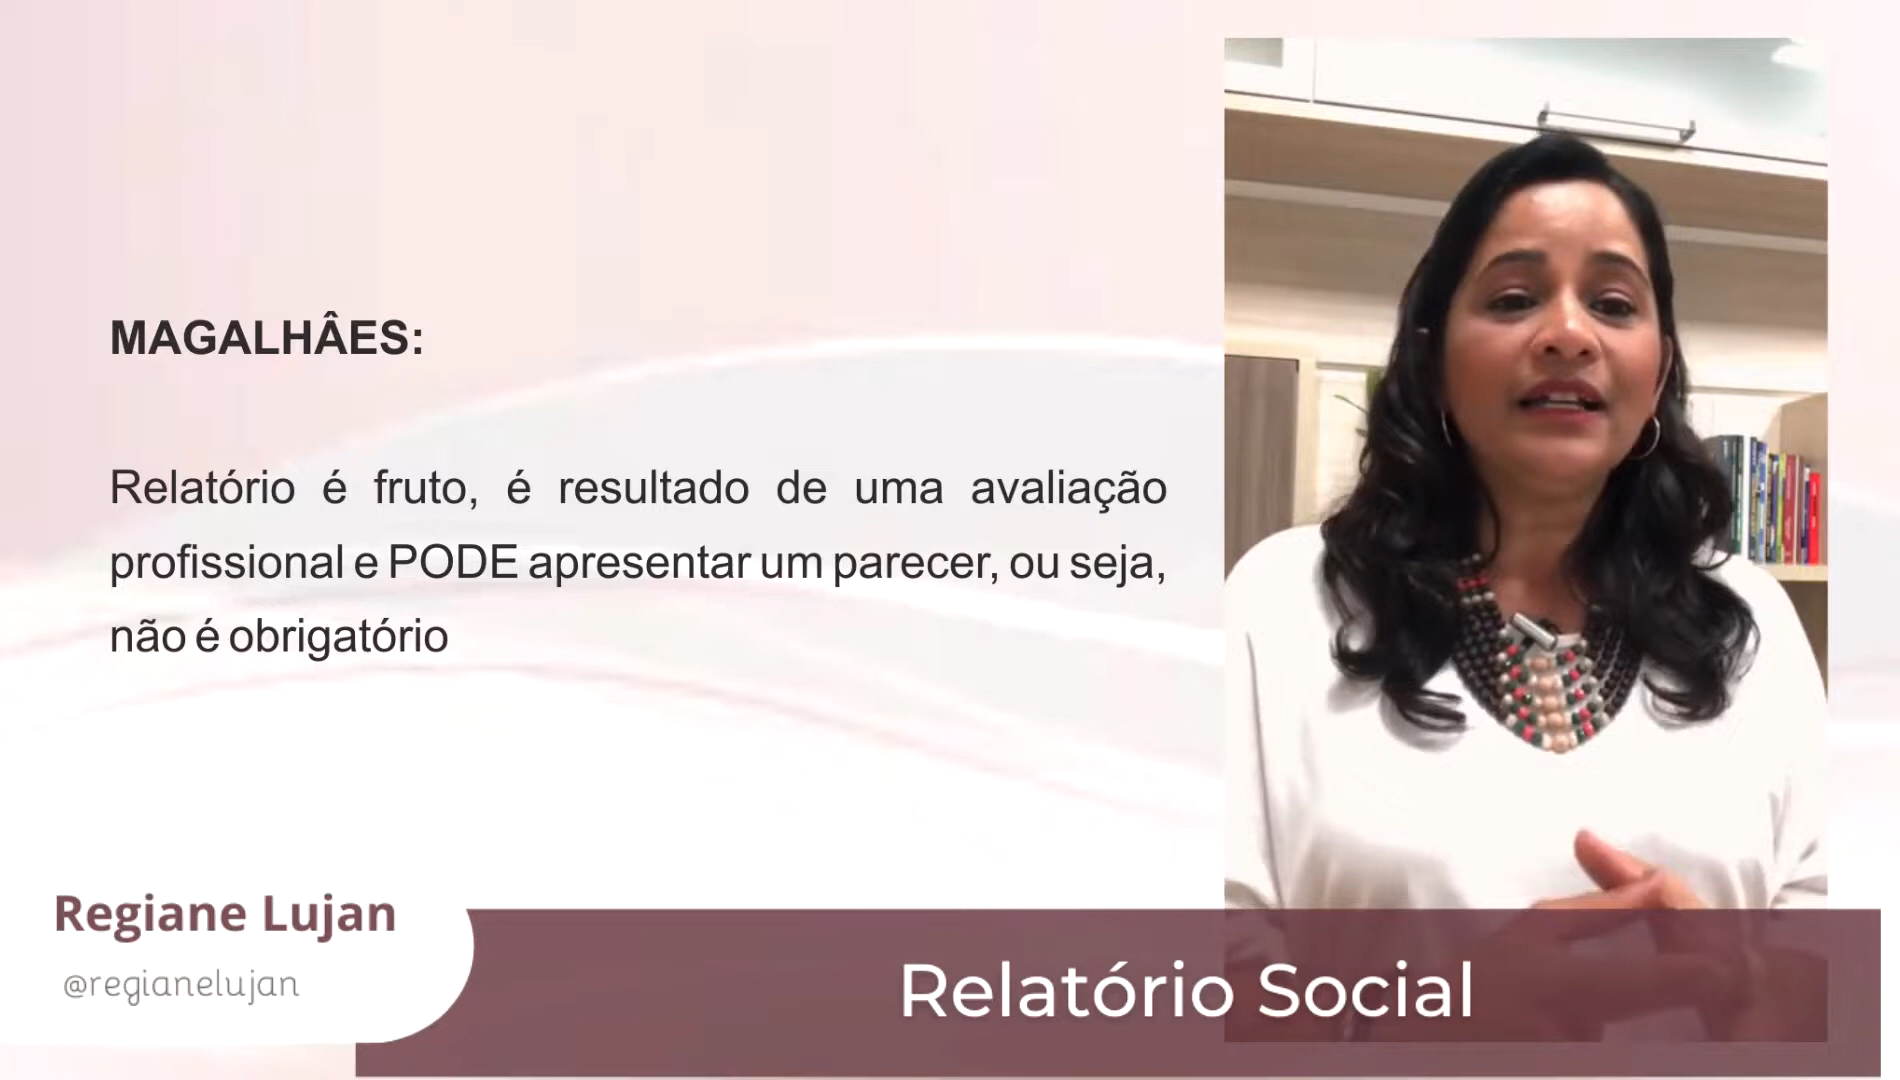 MAGALHÂES:
Relatório é fruto, é resultado de uma avaliação
profissional e PODE apresentar um parecer, ou seja,
não é obrigatório
Regiane Lujan
@regianelujan
Relatório Social